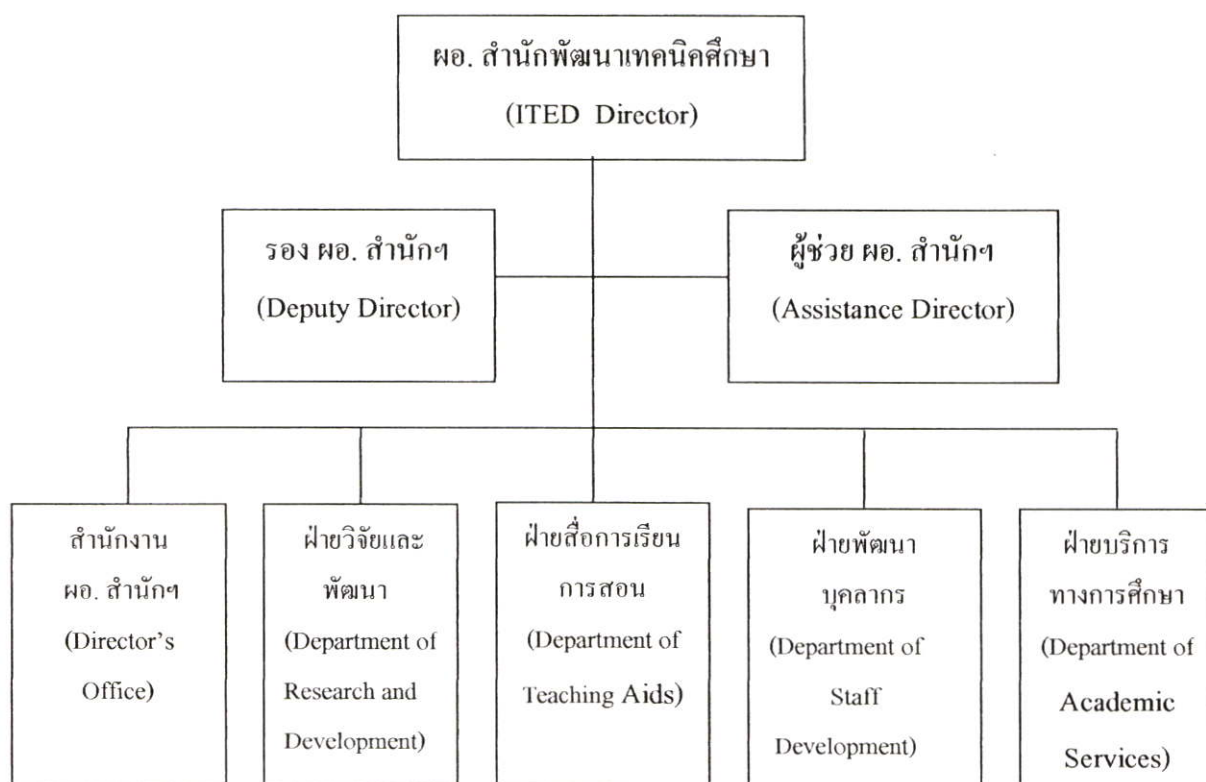 ผอ. สำนักพัฒนาเทคนิคศึกษา
(ITED Director)
รอง ผอ. สำนักฯ
(Deputy Director)
ผู้ช่วย ผอ. สำนักฯ
(Assistance Director)
สำนักงาน
ผอ. สำนักฯ
(Director's
Office)
ฝ่ายวิจัยและ
พัฒนา
(Department of
Research and
Development)
ฝ่ายสื่อการเรียน
การสอน
(Department of
Teaching Aids)
ฝ่ายพัฒนา
บุคลากร
(Department of
Staff
Development)
ฝ่ายบริการ
ทางการศึกษา
(Department of
Academic
Services)